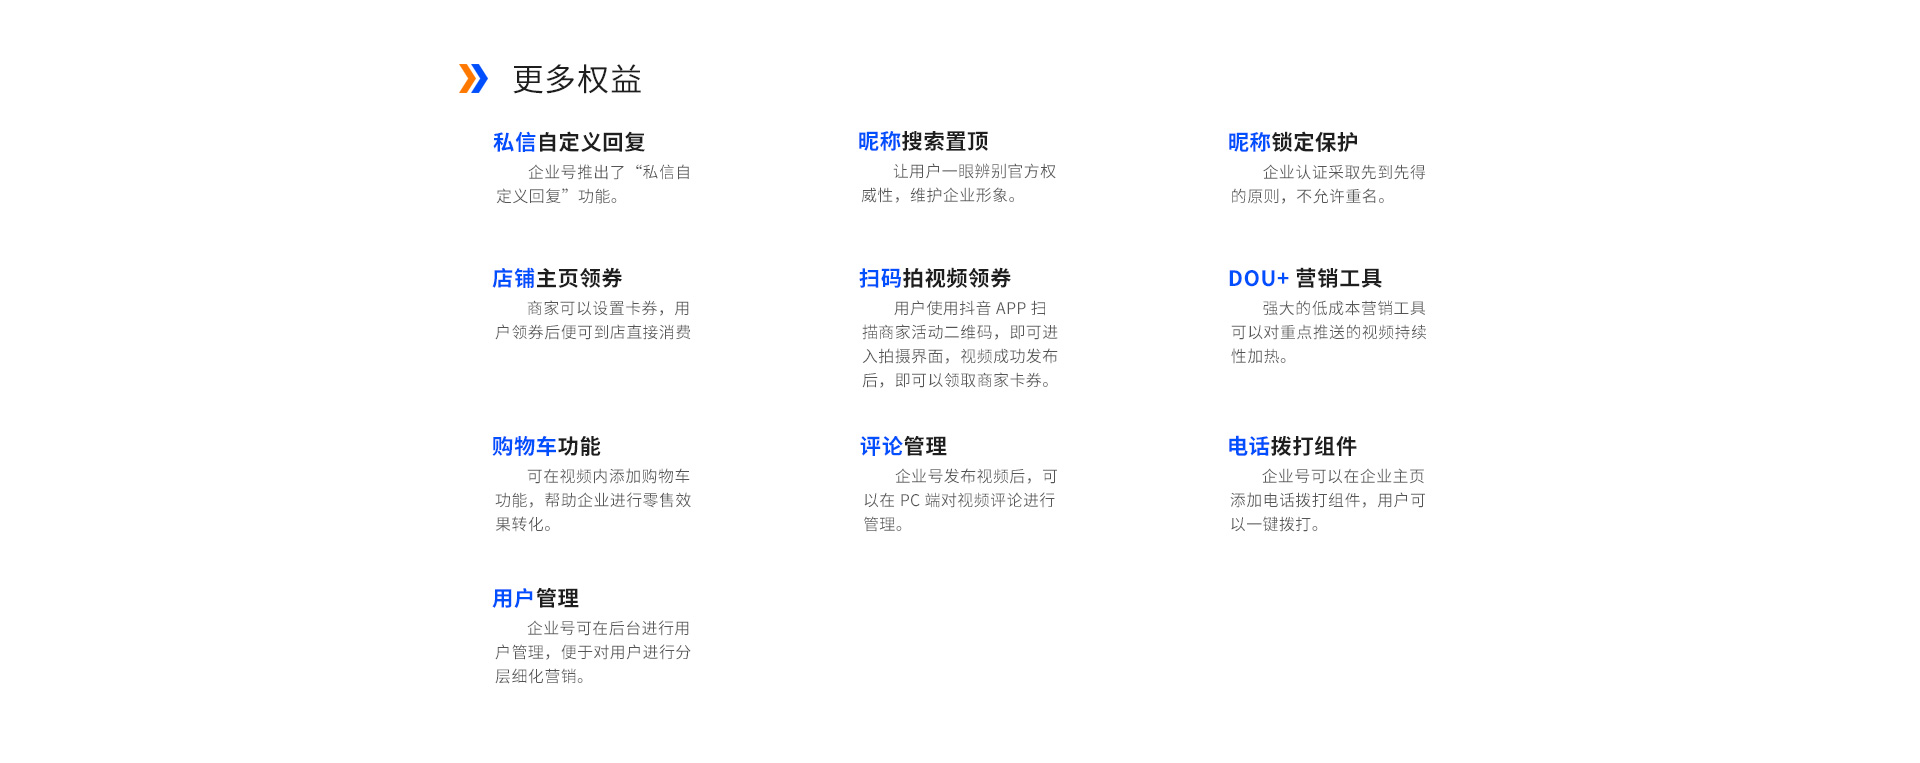 更多权益
私信自定义回复
企业号推出了“私信自
定义回复”功能。
昵称搜索置顶
让用户一眼辨别官方权
威性，维护企业形象。
昵称锁定保护
企业认证采取先到先得
的原则，不允许重名。
店铺主页领券
商家可以设置卡券，用
户领券后便可到店直接消费
扫码拍视频领券
用户使用抖音 APP 扫
描商家活动二维码，即可进
入拍摄界面，视频成功发布
后，即可以领取商家卡券。
DOU+ 营销工具
强大的低成本营销工具
可以对重点推送的视频持续
性加热。
购物车功能
可在视频内添加购物车
功能，帮助企业进行零售效
果转化。
评论管理
企业号发布视频后，可
以在 PC 端对视频评论进行
管理。
电话拨打组件
企业号可以在企业主页
添加电话拨打组件，用户可
以一键拨打。
用户管理
企业号可在后台进行用
户管理，便于对用户进行分
层细化营销。